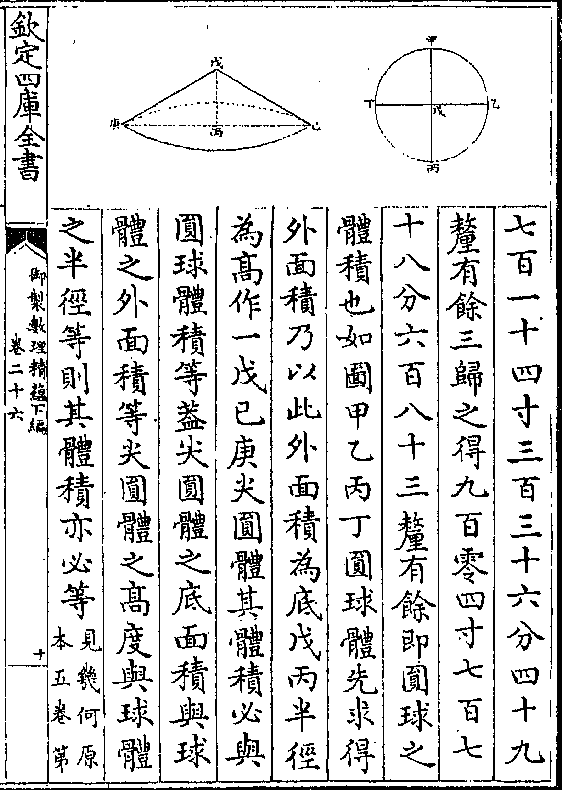 七百一十四寸三百三十六分四十九
釐有餘三歸之得九百零四寸七百七
十八分六百八十三釐有餘即圓球之
體積也如圖甲乙丙丁圓球體先求得
外面積乃以此外面積為底戊丙半徑
為高作一戊己庚尖圓體其體積必與
圓球體積等蓋尖圓體之底面積與球
體之外面積等尖圓體之高度與球體
之半徑等則其體積亦必等見幾何原
本五卷第
甲
乙
丙
丁
戊
戊
己
庚
丙
欽定四庫全書
御製數理精蘊下編
卷二十六
十